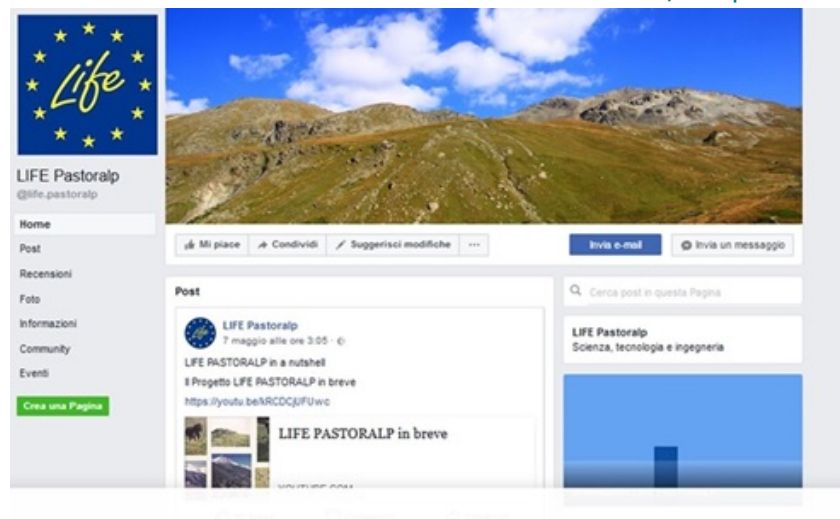 Life
LIFE Pastoralp
@life.pastoralp
Home
Post
Recensioni
Foto
Informazioni
Community
Eventi
Crea una Pagina
Mi piace
Condividi
Suggerisci modifiche
...
Invia e-mail
Invia un messaggio
Post
LIFE Pastoralp
7 maggio alle ore 3:05 ·
LIFE PASTORALP in a nutshell
Il Progetto LIFE PASTORALP in breve
https://youtu.be/kRCDCjUFUwc
LIFE PASTORALP in breve
YOUTUBE.COM
Cerca post in questa Pagina
LIFE Pastoralp
Scienza, tecnologia e ingegneria